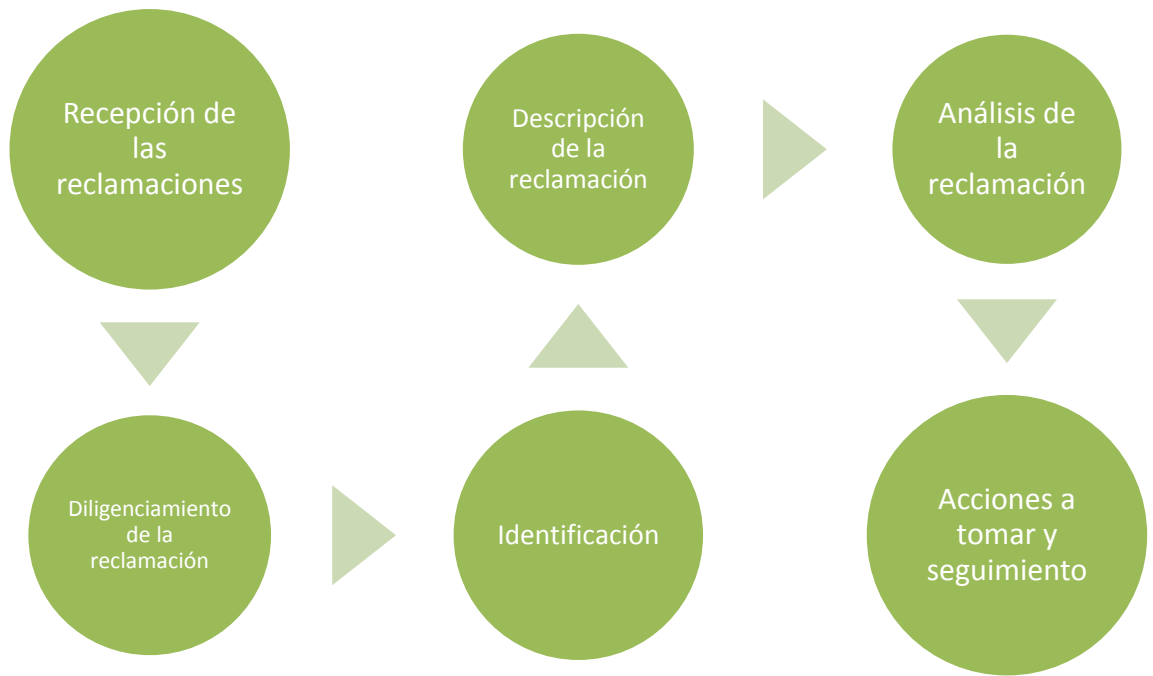 Recepción de
las
reclamaciones
Diligenciamiento
de la
reclamación
Identificación
Descripción
de la
reclamación
Análisis de
la
reclamación
Acciones a
tomar y
seguimiento